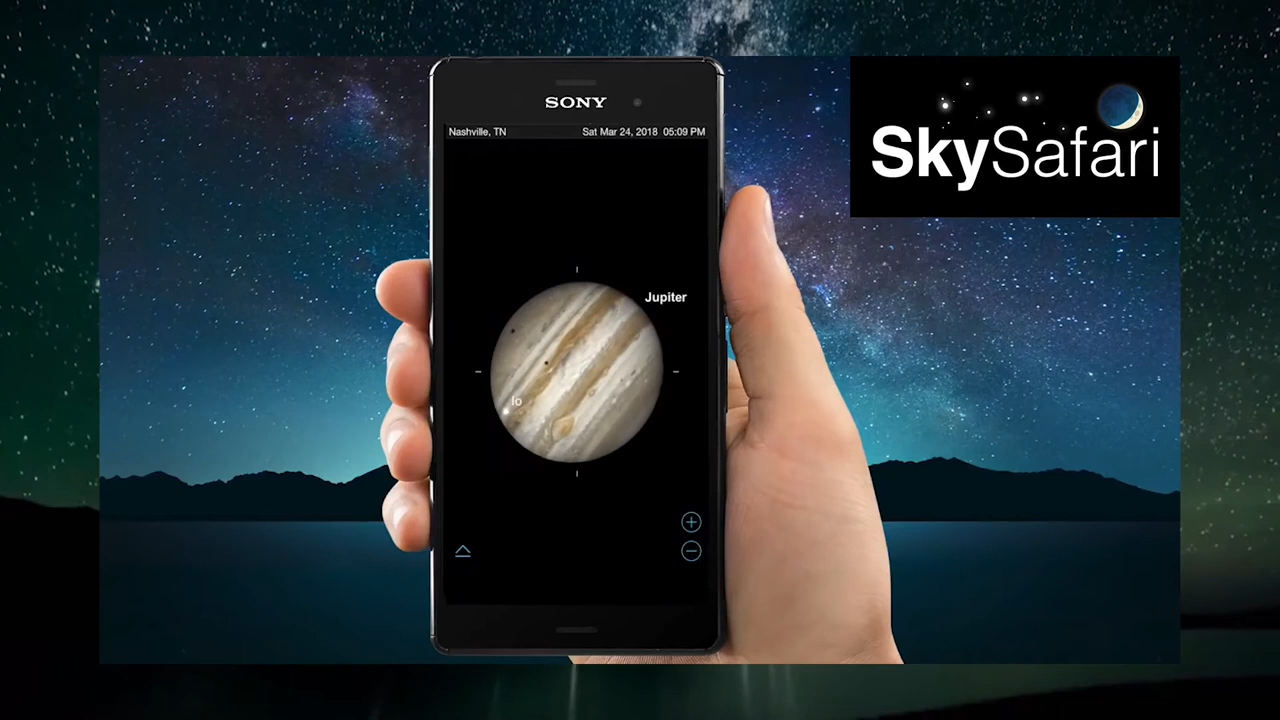 SONY
Nashville, TN Sat Mar 24, 2018 05:09 PM
Jupiter
Io
SkySafari